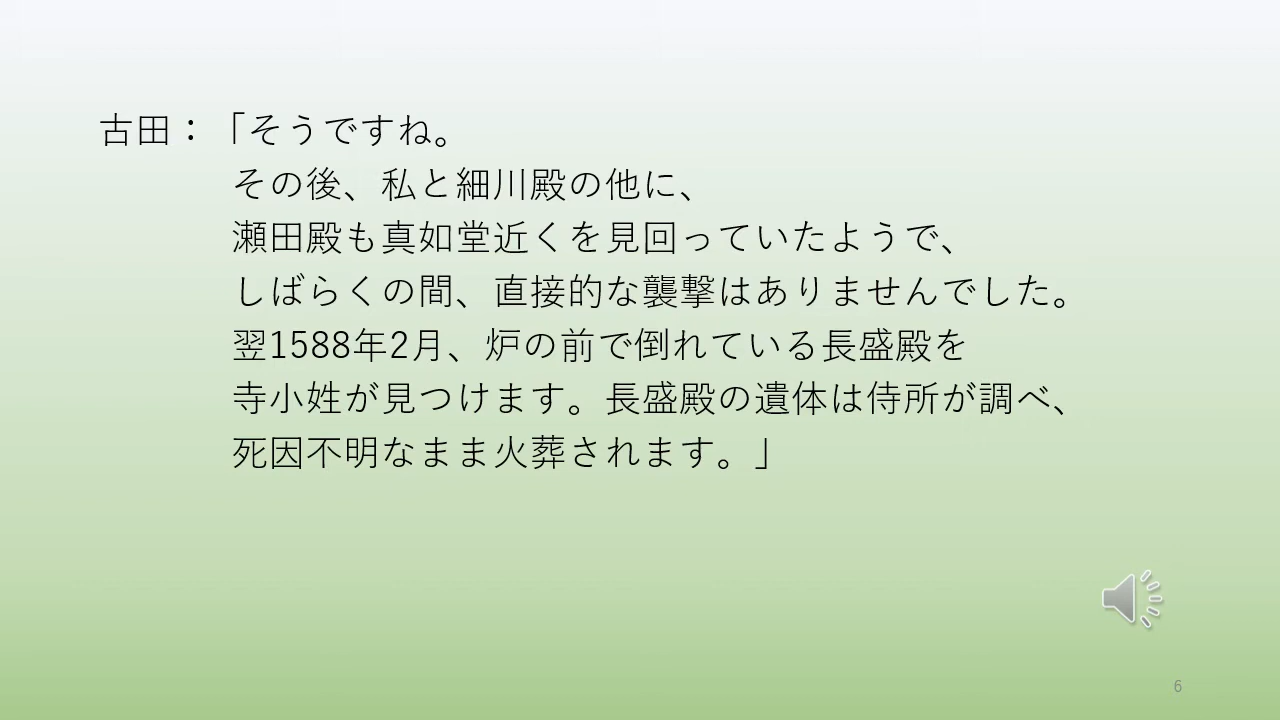 古田：「そうですね。
その後、私と細川殿の他に、
瀬田殿も真如堂近くを見回っていたようで、
しばらくの間、直接的な襲撃はありませんでした。
翌1588年2月、炉の前で倒れている長盛殿を
寺小姓が見つけます。長盛殿の遺体は侍所が調べ、
死因不明なまま火葬されます。」
6